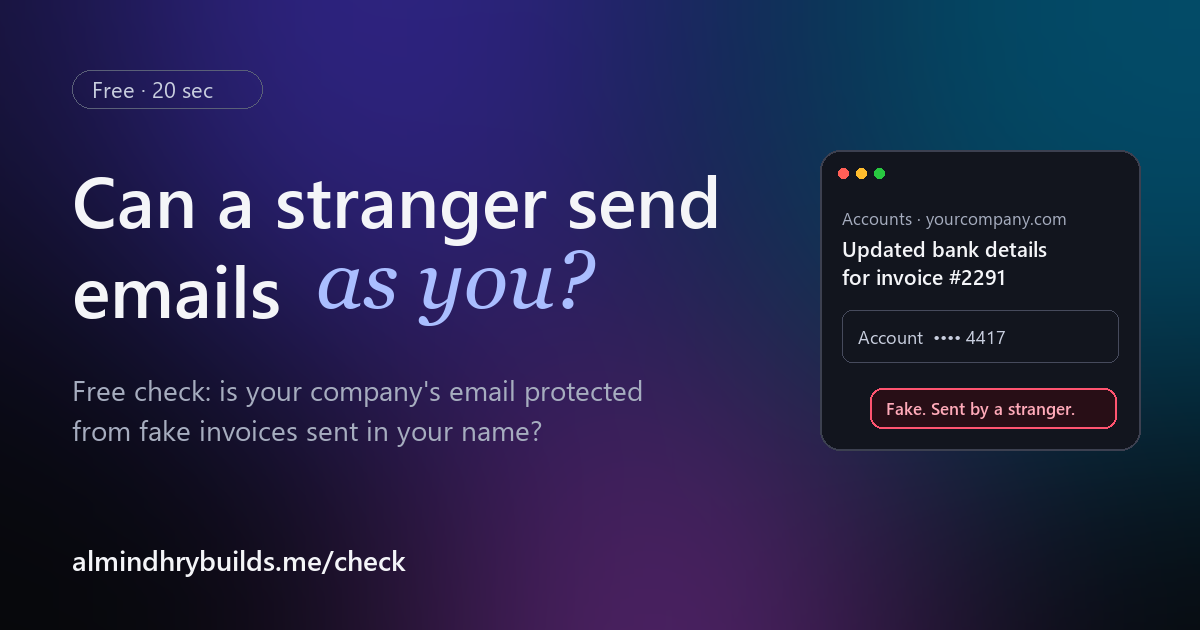 Free · 20 sec
Can a stranger send
emails as you?
Free check: is your company's email protected
from fake invoices sent in your name?
almindhrybuilds.me/check
Accounts · yourcompany.com
Updated bank details
for invoice #2291
Account •••• 4417
Fake. Sent by a stranger.